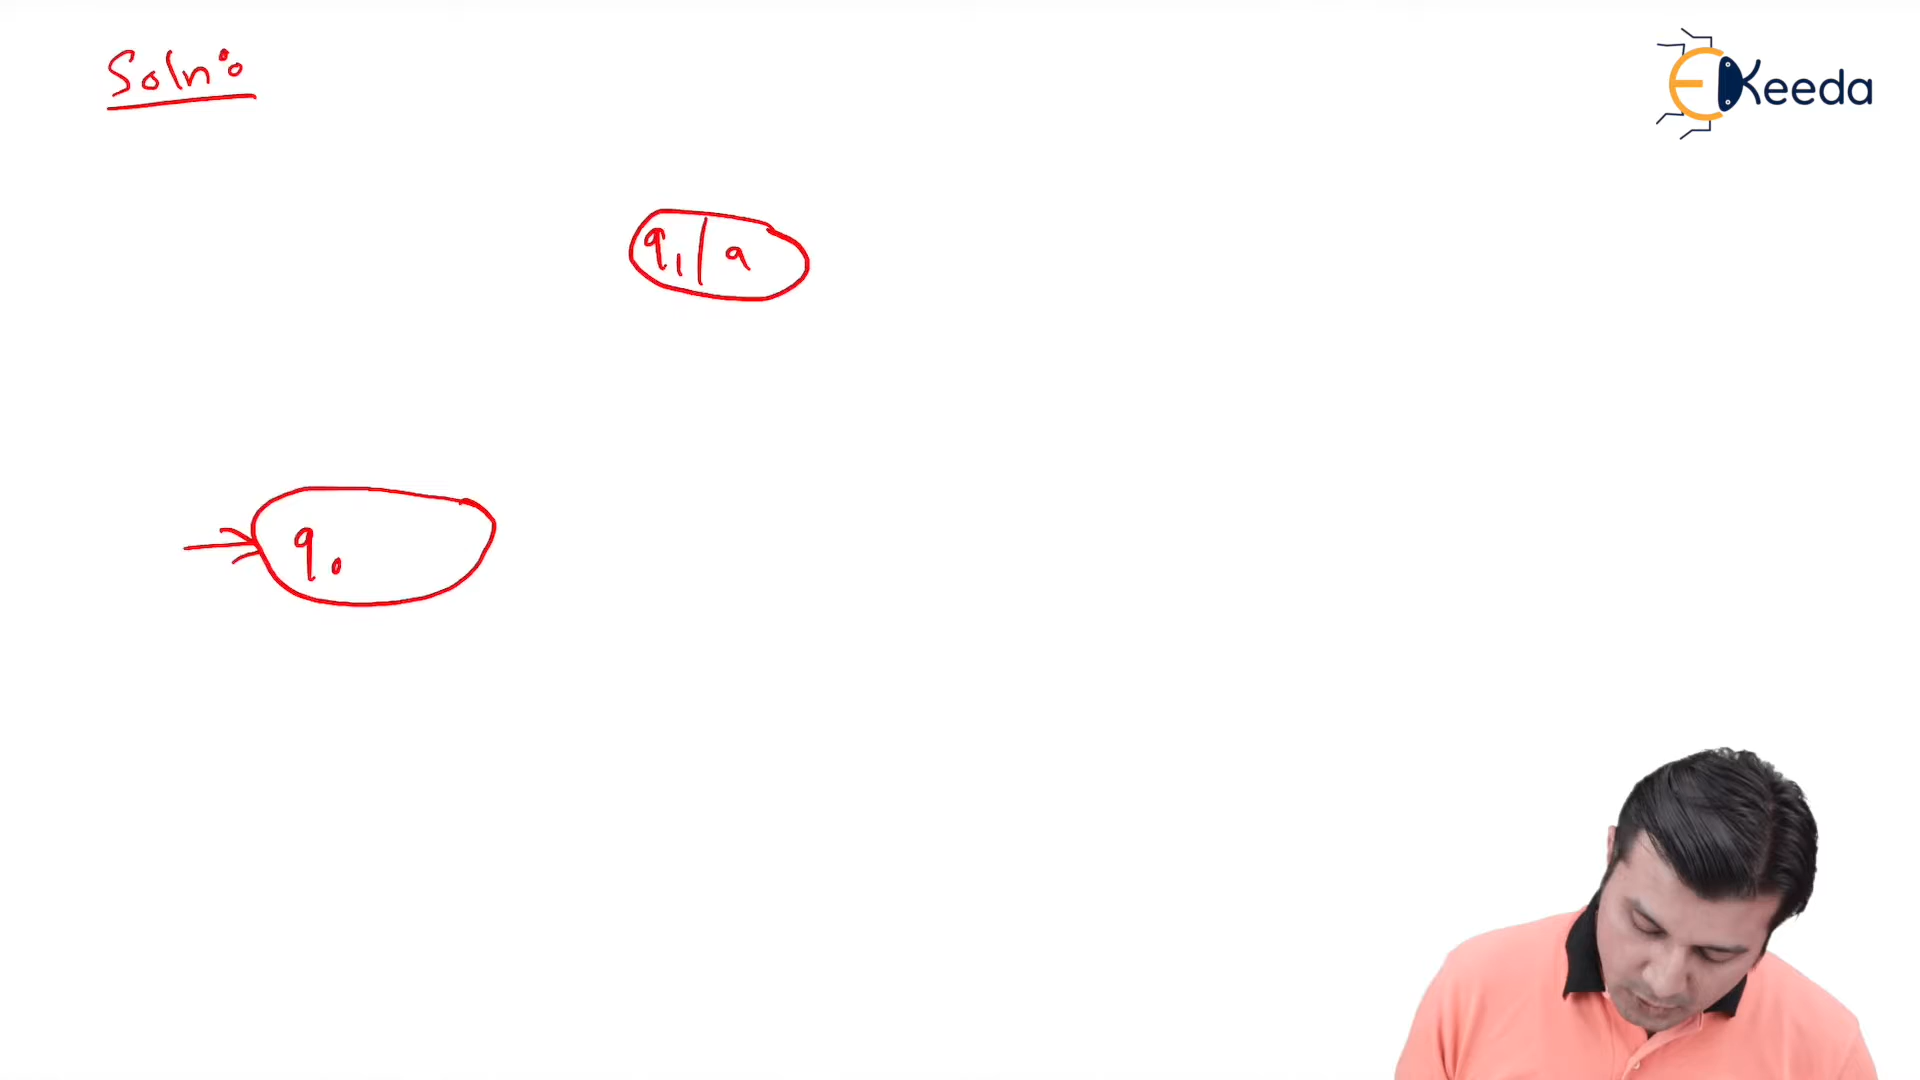 Soln:
EKeeda
q₁ | a
q₀